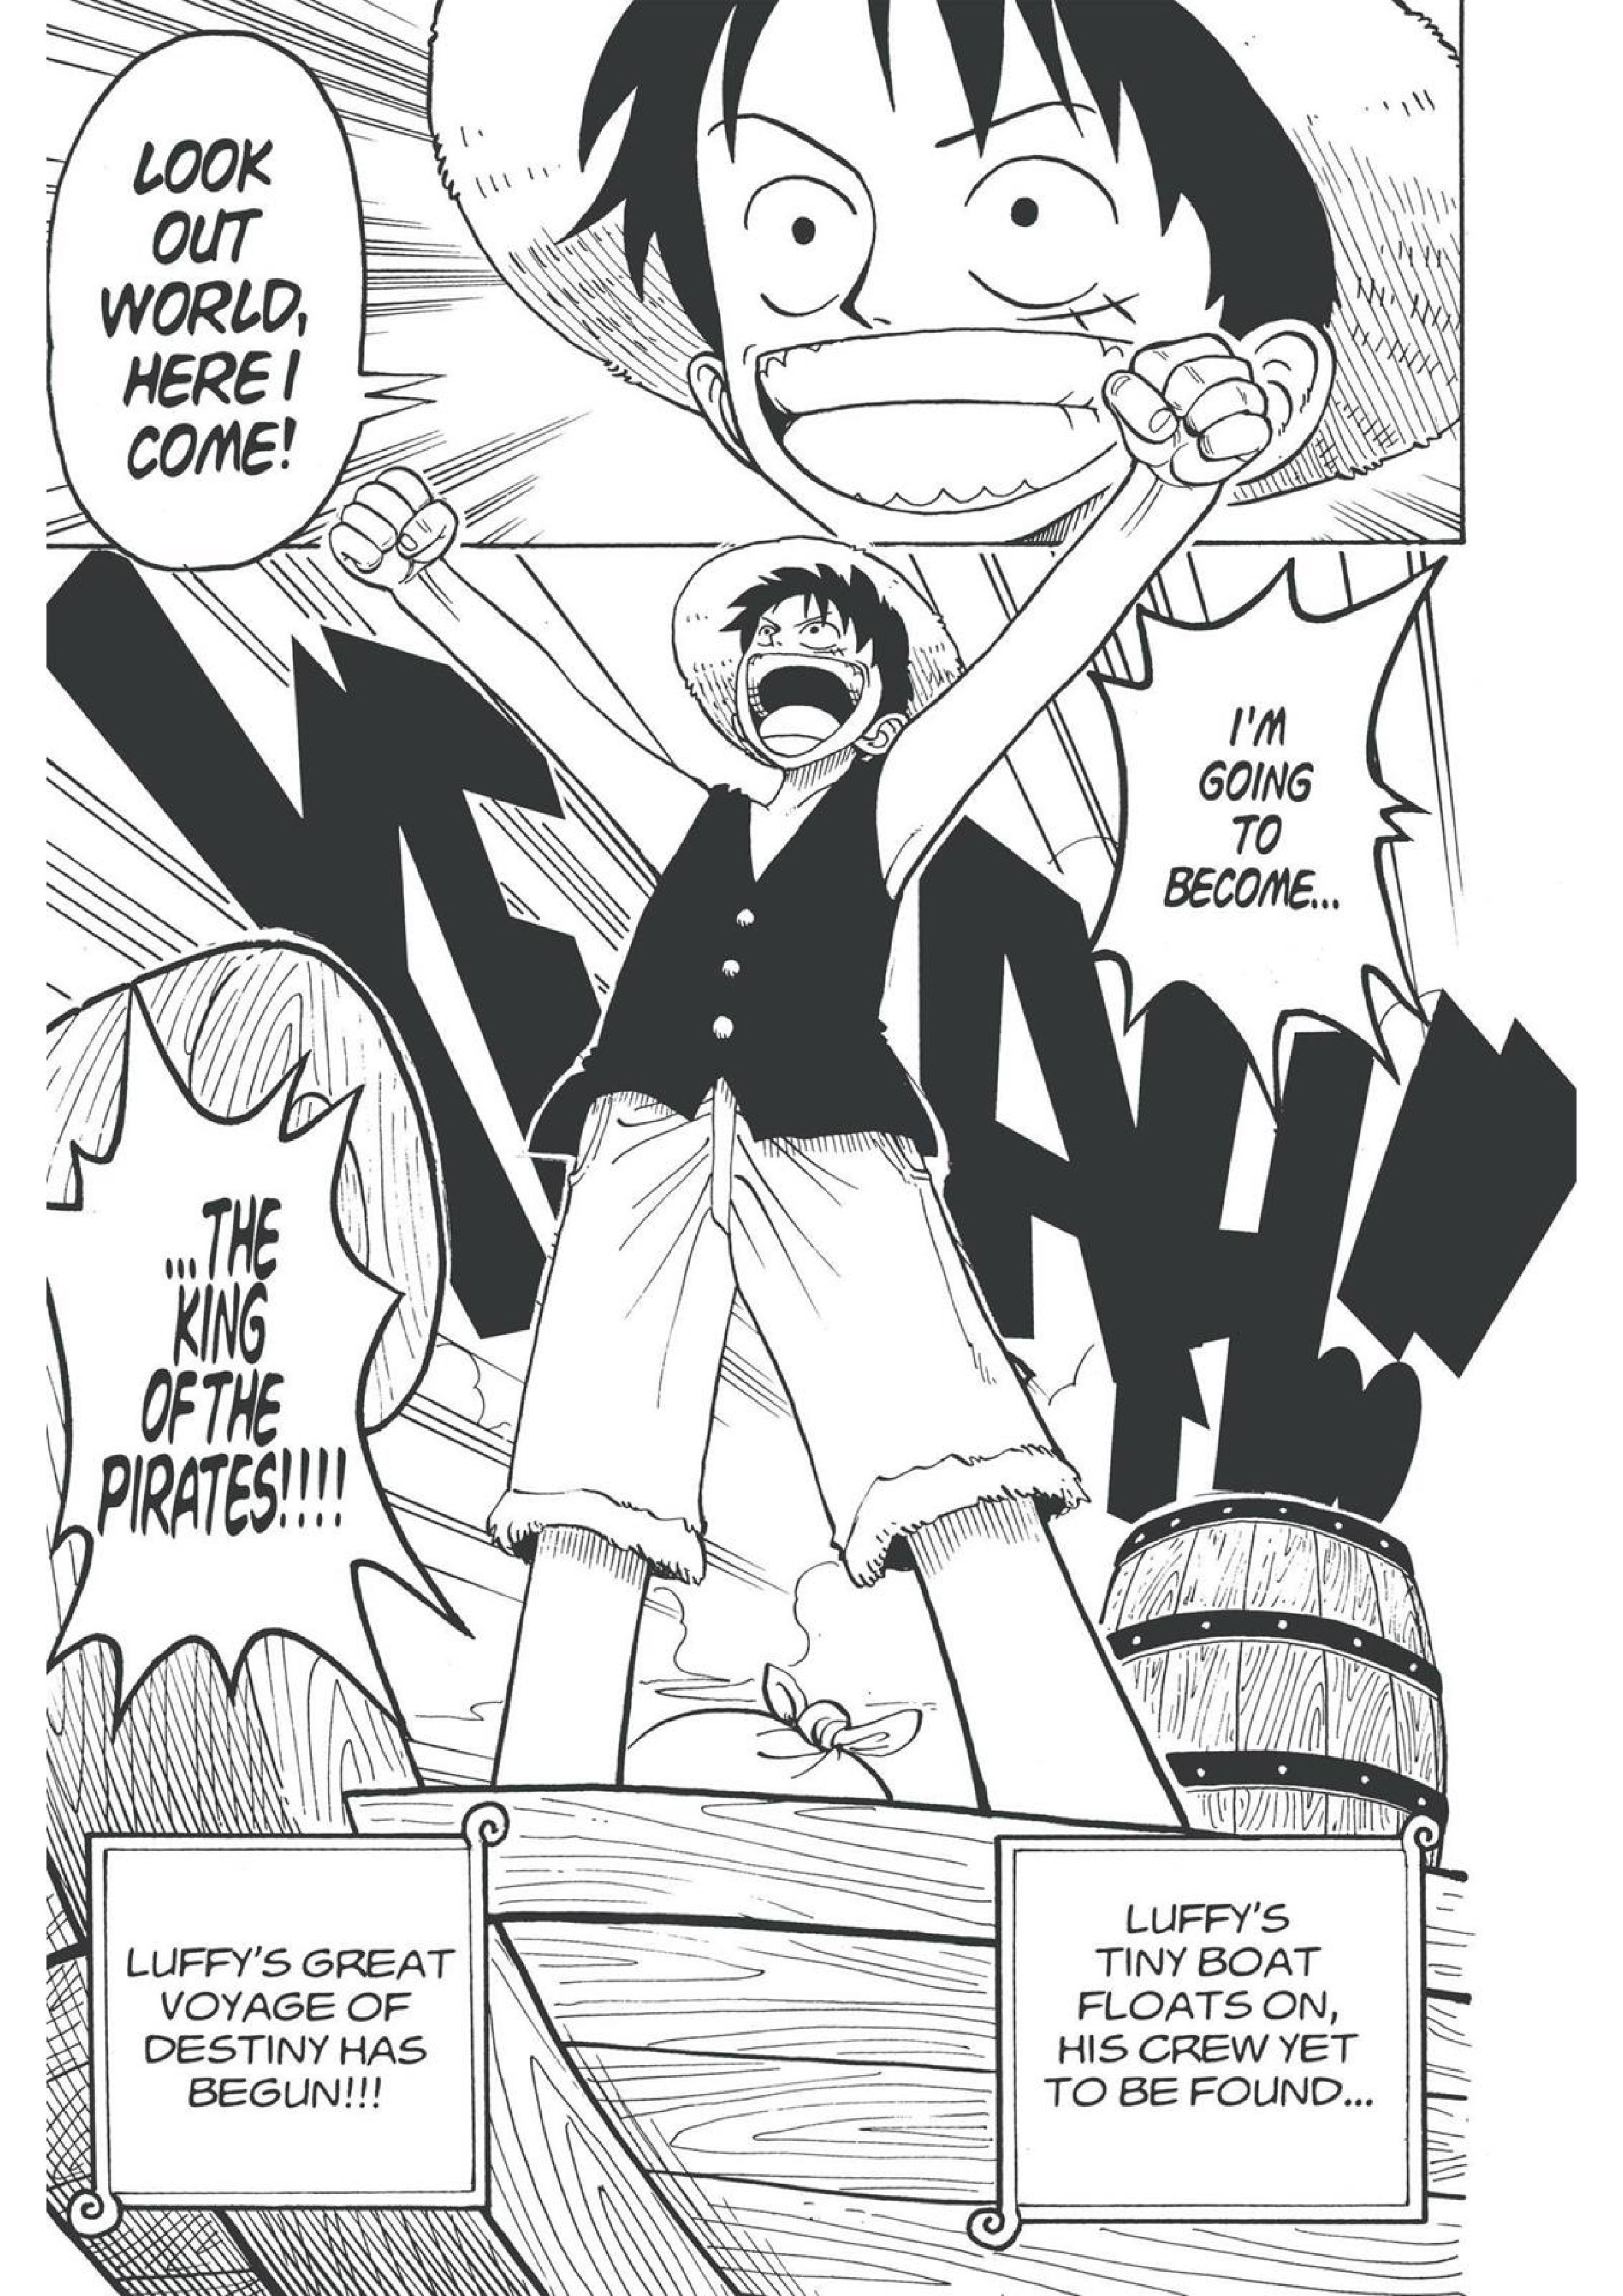 LOOK
OUT
WORLD,
HERE I
COME!
I'M
GOING
TO
BECOME...
...THE
KING
OF THE
PIRATES!!!!
YEAH!
LUFFY'S
TINY BOAT
FLOATS ON,
HIS CREW YET
TO BE FOUND...
LUFFY'S GREAT
VOYAGE OF
DESTINY HAS
BEGUN!!!